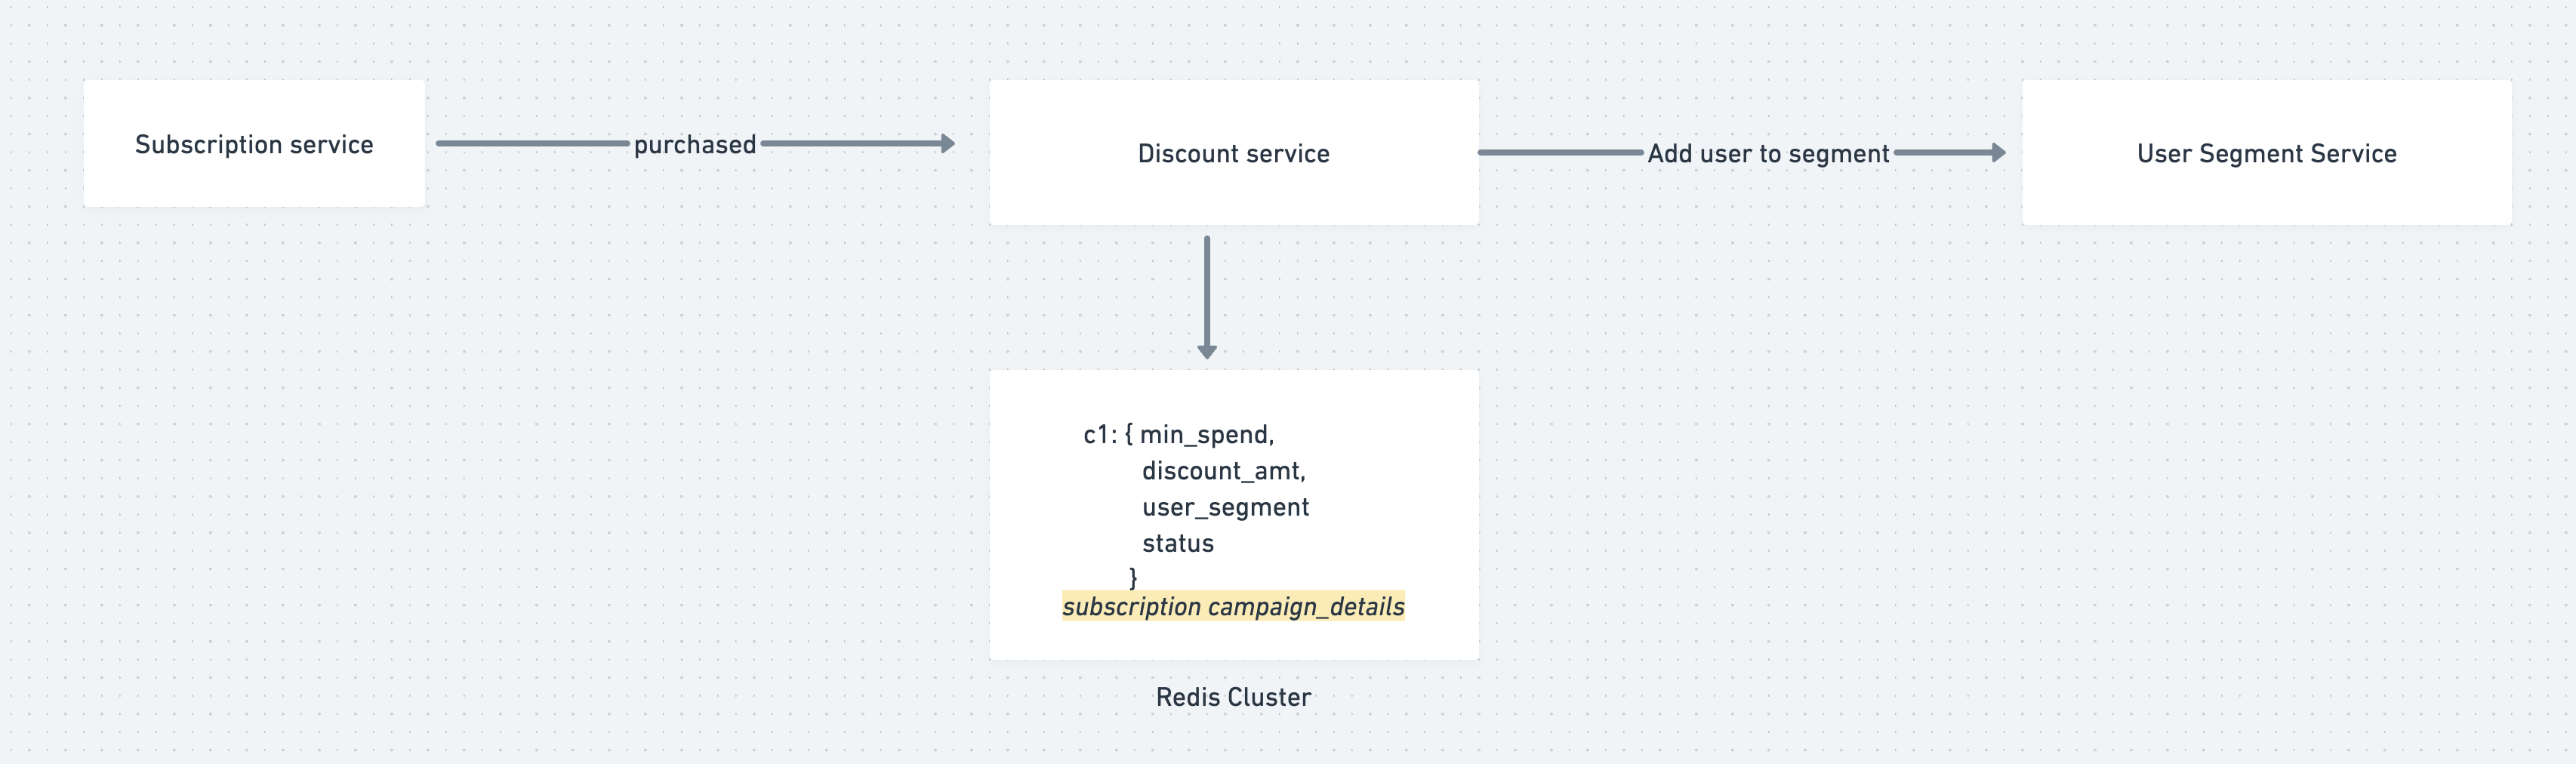 Subscription service
purchased
Discount service
Add user to segment
User Segment Service
c1: { min_spend,
discount_amt,
user_segment
status
}
subscription campaign_details
Redis Cluster